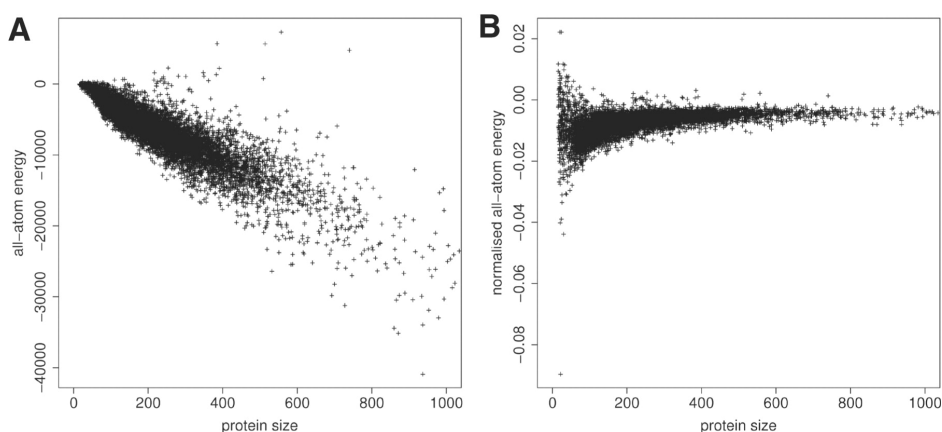 A
all−atom energy
0
−10000
−20000
−30000
−40000
0 200 400 600 800 1000
protein size
B
normalised all−atom energy
0.02
0.00
−0.02
−0.04
−0.06
−0.08
0 200 400 600 800 1000
protein size